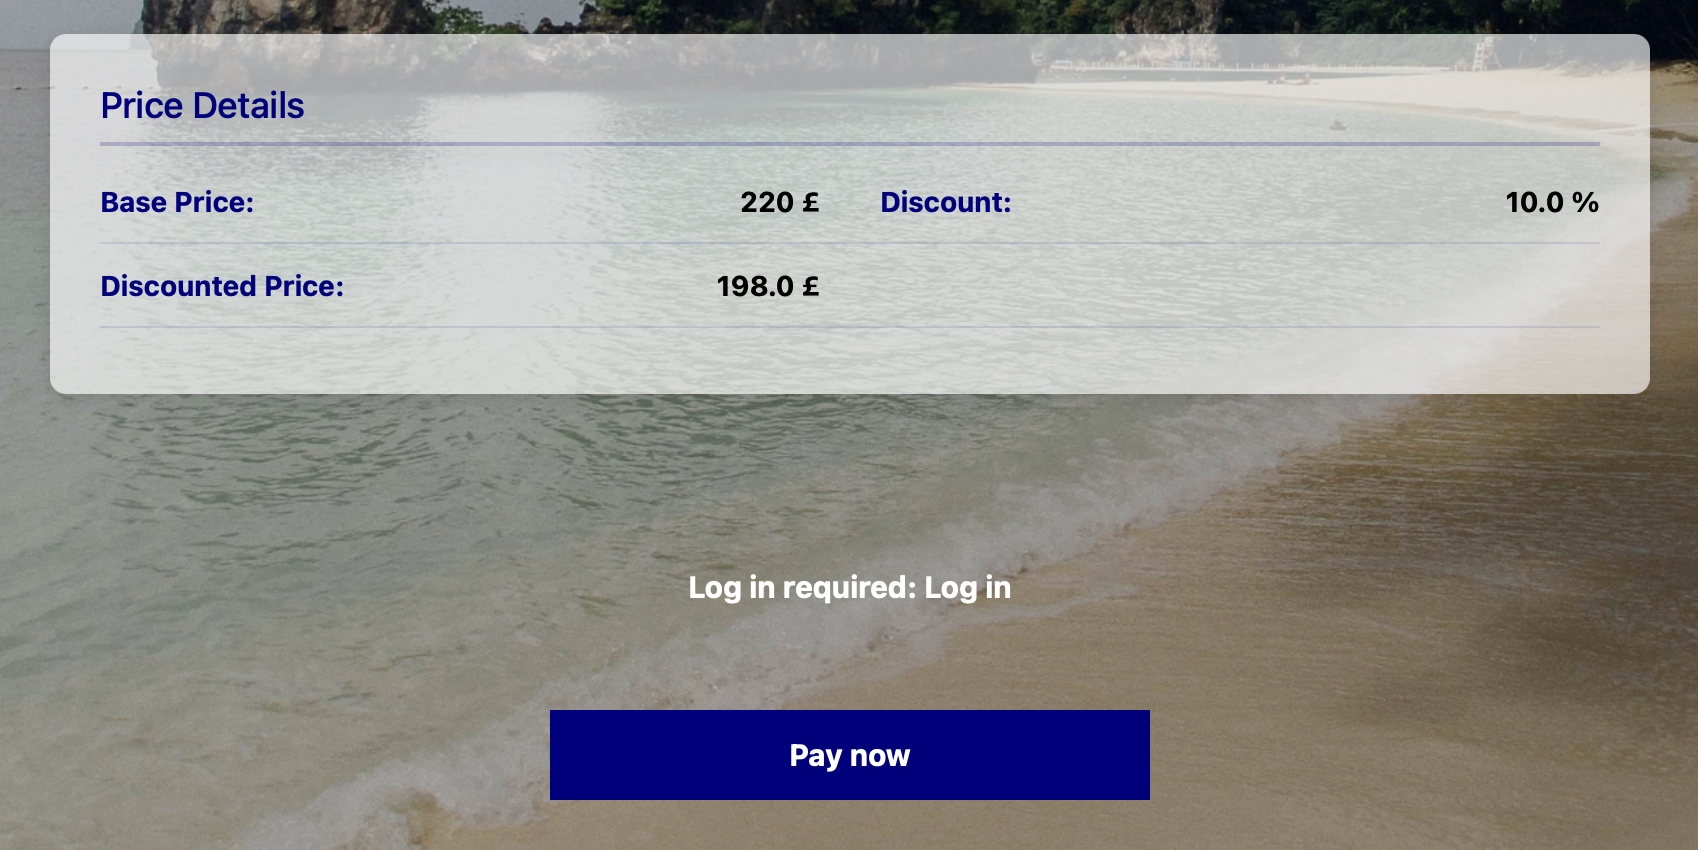 Price Details
Base Price: 220 £ Discount: 10.0 %
Discounted Price: 198.0 £
Log in required: Log in
Pay now